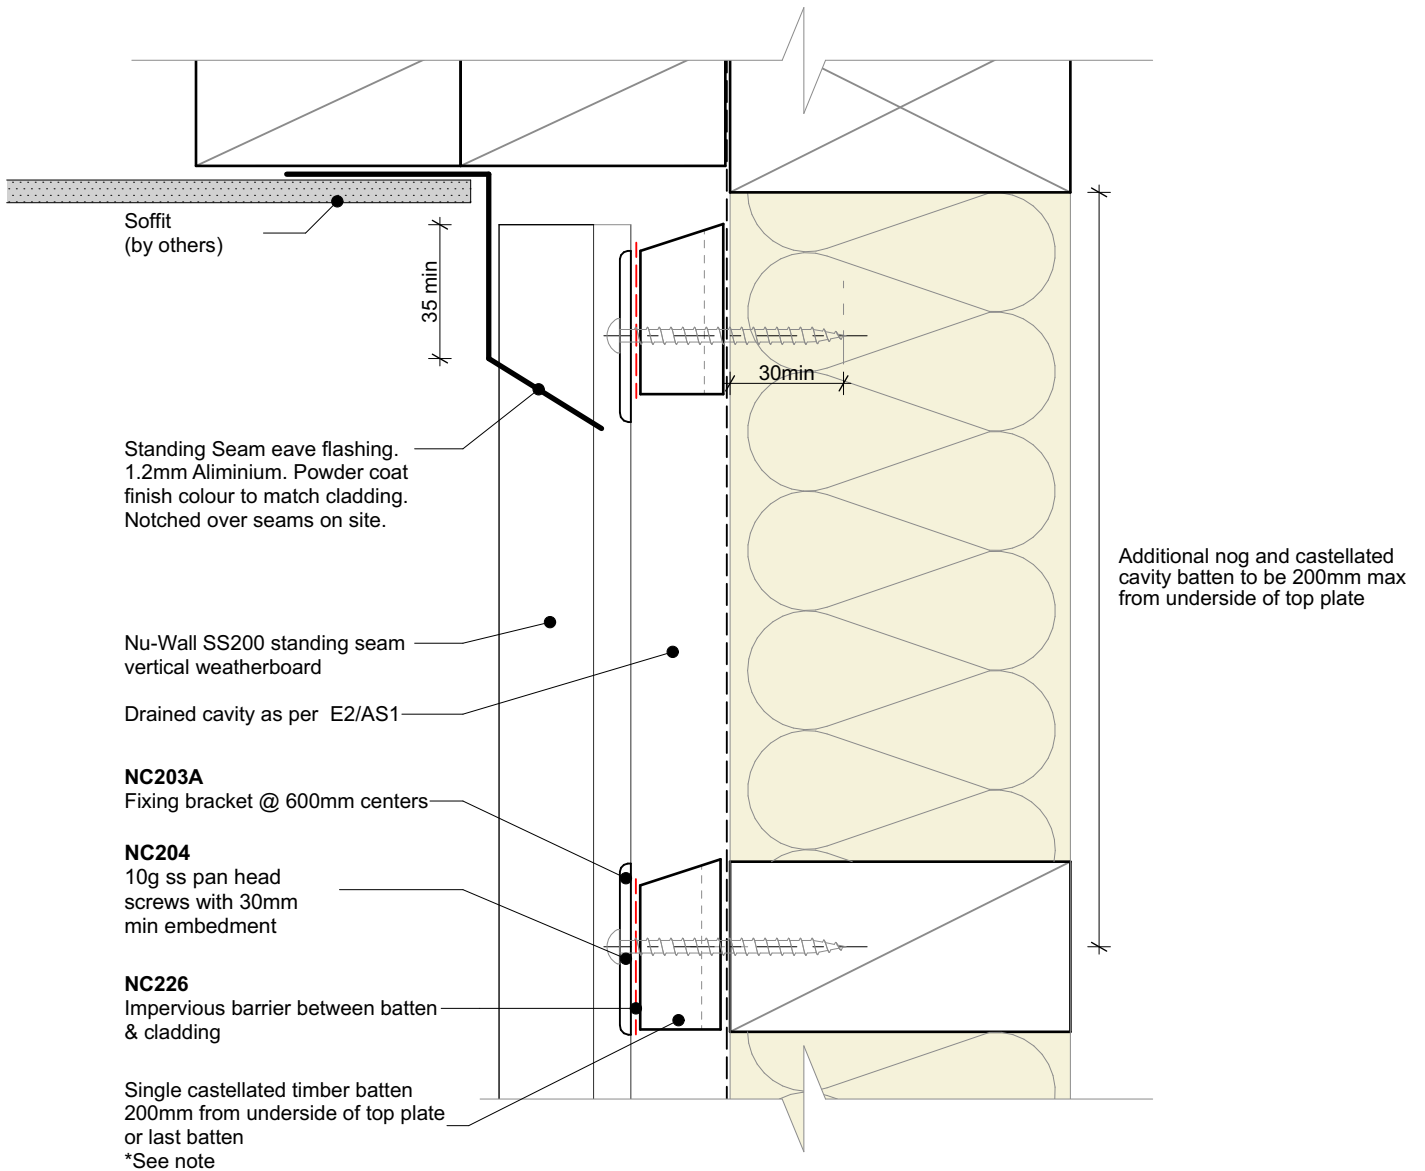 Soffit
(by others)
35 min
30min
Standing Seam eave flashing.
1.2mm Aliminium. Powder coat
finish colour to match cladding.
Notched over seams on site.
Additional nog and castellated
cavity batten to be 200mm max
from underside of top plate
Nu-Wall SS200 standing seam
vertical weatherboard
Drained cavity as per E2/AS1
NC203A
Fixing bracket @ 600mm centers
NC204
10g ss pan head
screws with 30mm
min embedment
NC226
Impervious barrier between batten
& cladding
Single castellated timber batten
200mm from underside of top plate
or last batten
*See note